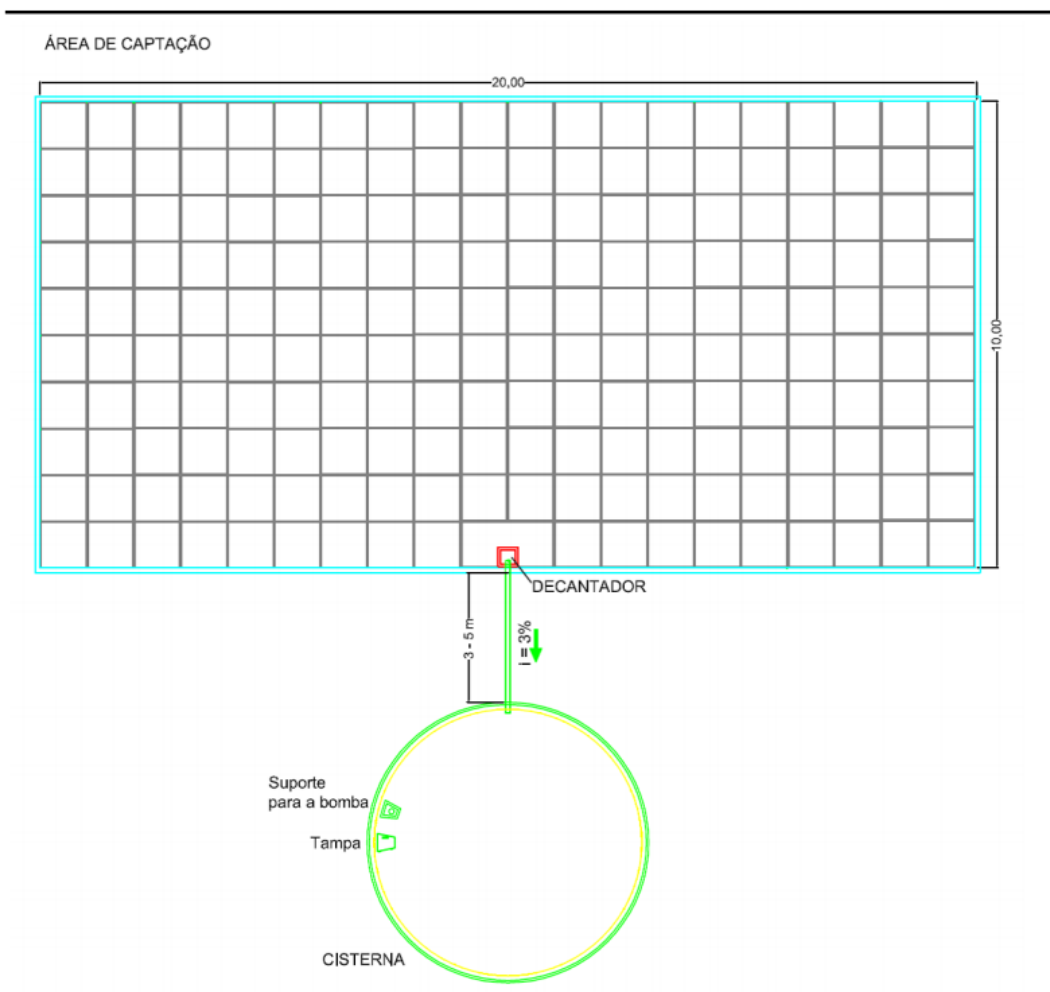 ÁREA DE CAPTAÇÃO
20,00
10,00
DECANTADOR
3 - 5 m
i = 3%
Suporte
para a bomba
Tampa
CISTERNA